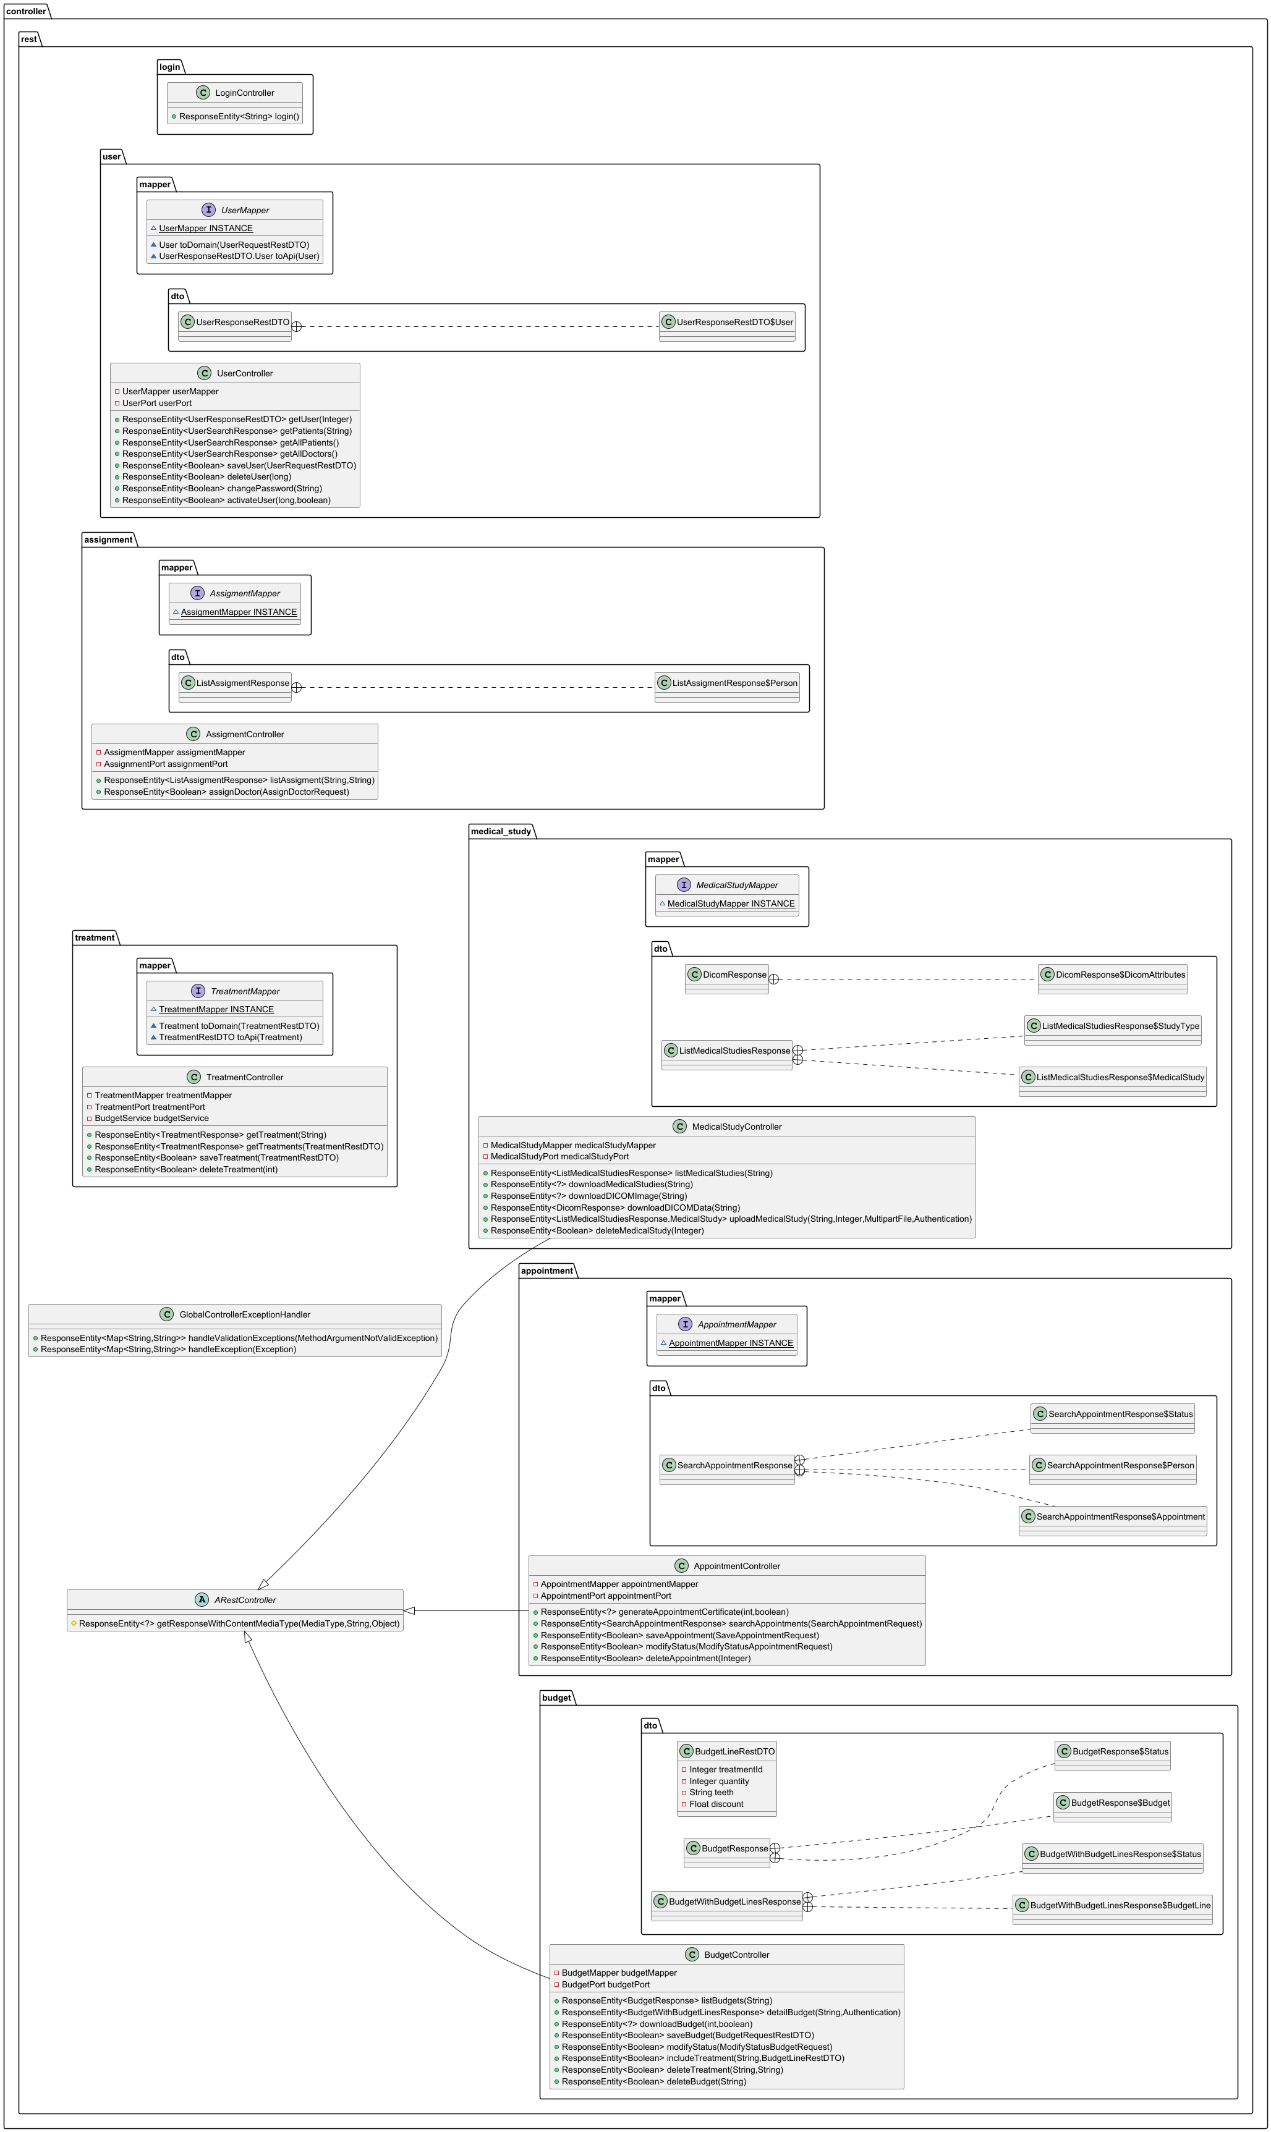 controller
rest
login
C LoginController
ResponseEntity<String> login()
user
mapper
I UserMapper
UserMapper INSTANCE
User toDomain(UserRequestRestDTO)
UserResponseRestDTO.User toApi(User)
dto
C UserResponseRestDTO
C UserResponseRestDTO$User
C UserController
UserMapper userMapper
UserPort userPort
ResponseEntity<UserResponseRestDTO> getUser(Integer)
ResponseEntity<UserSearchResponse> getPatients(String)
ResponseEntity<UserSearchResponse> getAllPatients()
ResponseEntity<UserSearchResponse> getAllDoctors()
ResponseEntity<Boolean> saveUser(UserRequestRestDTO)
ResponseEntity<Boolean> deleteUser(long)
ResponseEntity<Boolean> changePassword(String)
ResponseEntity<Boolean> activateUser(long,boolean)
assignment
mapper
I AssigmentMapper
AssigmentMapper INSTANCE
dto
C ListAssigmentResponse
C ListAssigmentResponse$Person
C AssigmentController
AssigmentMapper assigmentMapper
AssignmentPort assignmentPort
ResponseEntity<ListAssigmentResponse> listAssigment(String,String)
ResponseEntity<Boolean> assignDoctor(AssignDoctorRequest)
medical_study
mapper
I MedicalStudyMapper
MedicalStudyMapper INSTANCE
dto
C DicomResponse
C DicomResponse$DicomAttributes
C ListMedicalStudiesResponse$StudyType
C ListMedicalStudiesResponse
C ListMedicalStudiesResponse$MedicalStudy
C MedicalStudyController
MedicalStudyMapper medicalStudyMapper
MedicalStudyPort medicalStudyPort
ResponseEntity<ListMedicalStudiesResponse> listMedicalStudies(String)
ResponseEntity<?> downloadMedicalStudies(String)
ResponseEntity<?> downloadDICOMImage(String)
ResponseEntity<DicomResponse> downloadDICOMData(String)
ResponseEntity<ListMedicalStudiesResponse.MedicalStudy> uploadMedicalStudy(String,Integer,MultipartFile,Authentication)
ResponseEntity<Boolean> deleteMedicalStudy(Integer)
treatment
mapper
I TreatmentMapper
TreatmentMapper INSTANCE
Treatment toDomain(TreatmentRestDTO)
TreatmentRestDTO toApi(Treatment)
C TreatmentController
TreatmentMapper treatmentMapper
TreatmentPort treatmentPort
BudgetService budgetService
ResponseEntity<TreatmentResponse> getTreatment(String)
ResponseEntity<TreatmentResponse> getTreatments(TreatmentRestDTO)
ResponseEntity<Boolean> saveTreatment(TreatmentRestDTO)
ResponseEntity<Boolean> deleteTreatment(int)
C GlobalControllerExceptionHandler
ResponseEntity<Map<String,String>> handleValidationExceptions(MethodArgumentNotValidException)
ResponseEntity<Map<String,String>> handleException(Exception)
appointment
mapper
I AppointmentMapper
AppointmentMapper INSTANCE
dto
C SearchAppointmentResponse$Status
C SearchAppointmentResponse
C SearchAppointmentResponse$Person
C SearchAppointmentResponse$Appointment
C AppointmentController
AppointmentMapper appointmentMapper
AppointmentPort appointmentPort
ResponseEntity<?> generateAppointmentCertificate(int,boolean)
ResponseEntity<SearchAppointmentResponse> searchAppointments(SearchAppointmentRequest)
ResponseEntity<Boolean> saveAppointment(SaveAppointmentRequest)
ResponseEntity<Boolean> modifyStatus(ModifyStatusAppointmentRequest)
ResponseEntity<Boolean> deleteAppointment(Integer)
A ARestController
ResponseEntity<?> getResponseWithContentMediaType(MediaType,String,Object)
budget
dto
C BudgetLineRestDTO
Integer treatmentId
Integer quantity
String teeth
Float discount
C BudgetResponse$Status
C BudgetResponse$Budget
C BudgetResponse
C BudgetWithBudgetLinesResponse$Status
C BudgetWithBudgetLinesResponse
C BudgetWithBudgetLinesResponse$BudgetLine
C BudgetController
BudgetMapper budgetMapper
BudgetPort budgetPort
ResponseEntity<BudgetResponse> listBudgets(String)
ResponseEntity<BudgetWithBudgetLinesResponse> detailBudget(String,Authentication)
ResponseEntity<?> downloadBudget(int,boolean)
ResponseEntity<Boolean> saveBudget(BudgetRequestRestDTO)
ResponseEntity<Boolean> modifyStatus(ModifyStatusBudgetRequest)
ResponseEntity<Boolean> includeTreatment(String,BudgetLineRestDTO)
ResponseEntity<Boolean> deleteTreatment(String,String)
ResponseEntity<Boolean> deleteBudget(String)